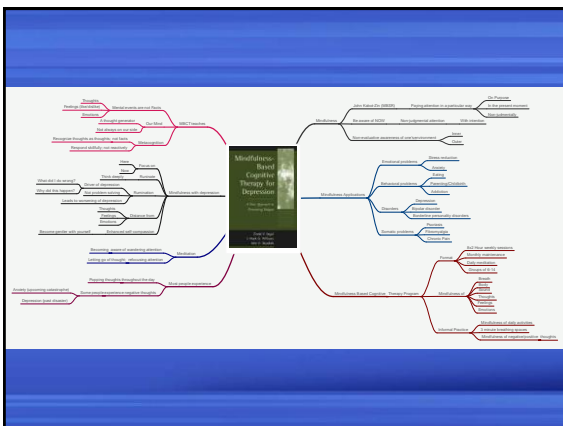 Mindfulness-
Based
Cognitive
Therapy for
Depression
Thoughts
Feelings (like/dislike)
Emotions
Mental events are not Facts
A thought generator
Not always on our side
Our Mind
MBCT teaches
Recognise thoughts as thoughts, not facts
Respond skillfully not reactively
Metacognition
Here
Now
Focus on
Think deeply
Ruminate
What did I do wrong?
Why did this happen?
Driver of depression
Not problem solving
Leads to worsening of depression
Rumination
Mindfulness with depression
Thoughts
Feelings
Emotions
Distance from
Become gentler with yourself
Enhanced self compassion
Becoming aware of wandering attention
Letting go of thought, refocusing attention
Meditation
Passing thoughts throughout the day
Most people experience
Anxiety (upcoming catastrophe)
Depression (past disaster)
Some people experience negative thoughts
Mindfulness
John Kabat-Zin (MBSR)
Paying attention in a particular way
On Purpose
In the present moment
Non-judmentally
Be aware of NOW
Non-judgmental attention
With intention
Non-evaluative awareness of one/environment
Inner
Outer
Mindfulness Applications
Emotional problems
Stress reduction
Anxiety
Behavioral problems
Eating
Parenting/Childbirth
Addiction
Disorders
Depression
Bipolar disorder
Borderline personality disorders
Somatic problems
Psoriasis
Fibromyalgia
Chronic Pain
Mindfulness Based Cognitive Therapy Program
Format
8x2 Hour weekly sessions
Monthly maintenance
Daily meditation
Groups of
Mindfulness of
Breath
Body
Sound
Thoughts
Feelings
Emotions
Informal Practice
Mindfulness of daily activities
3 minute breathing spaces
Mindfulness of negative/positive thoughts